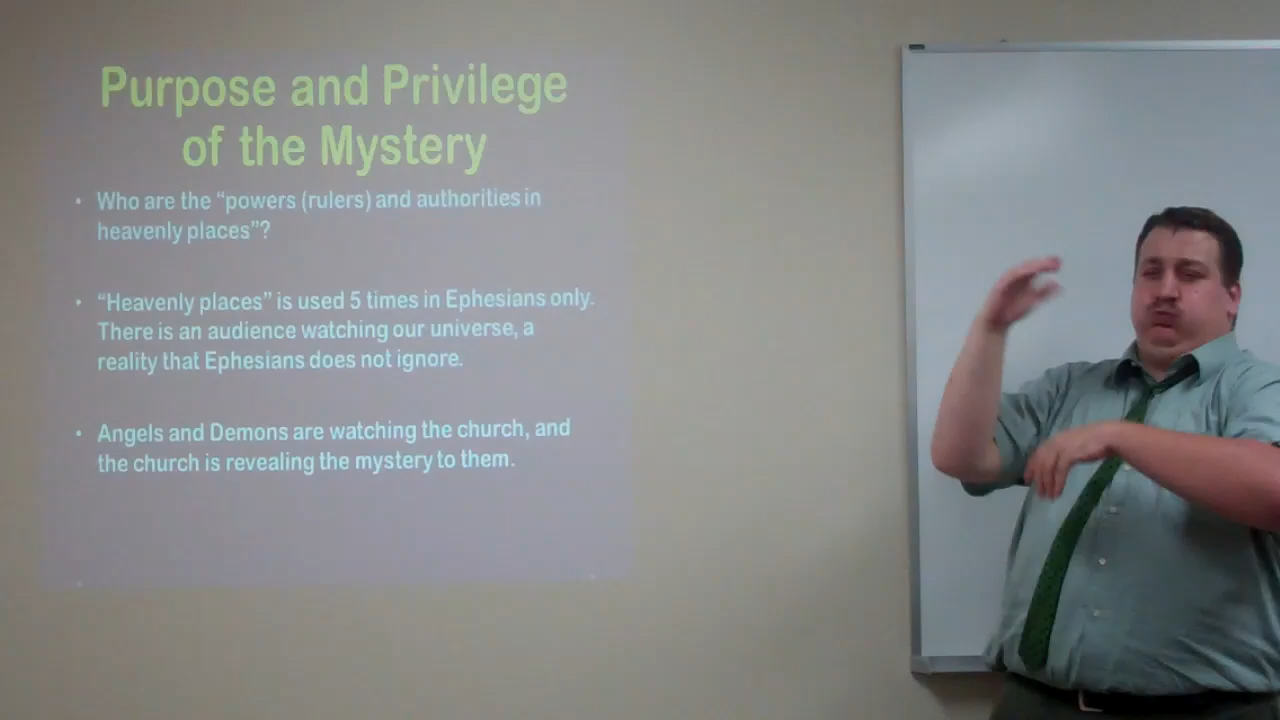 Purpose and Privilege
of the Mystery
• Who are the “powers (rulers) and authorities in
heavenly places”?
• “Heavenly places” is used 5 times in Ephesians only.
There is an audience watching our universe, a
reality that Ephesians does not ignore.
• Angels and Demons are watching the church, and
the church is revealing the mystery to them.